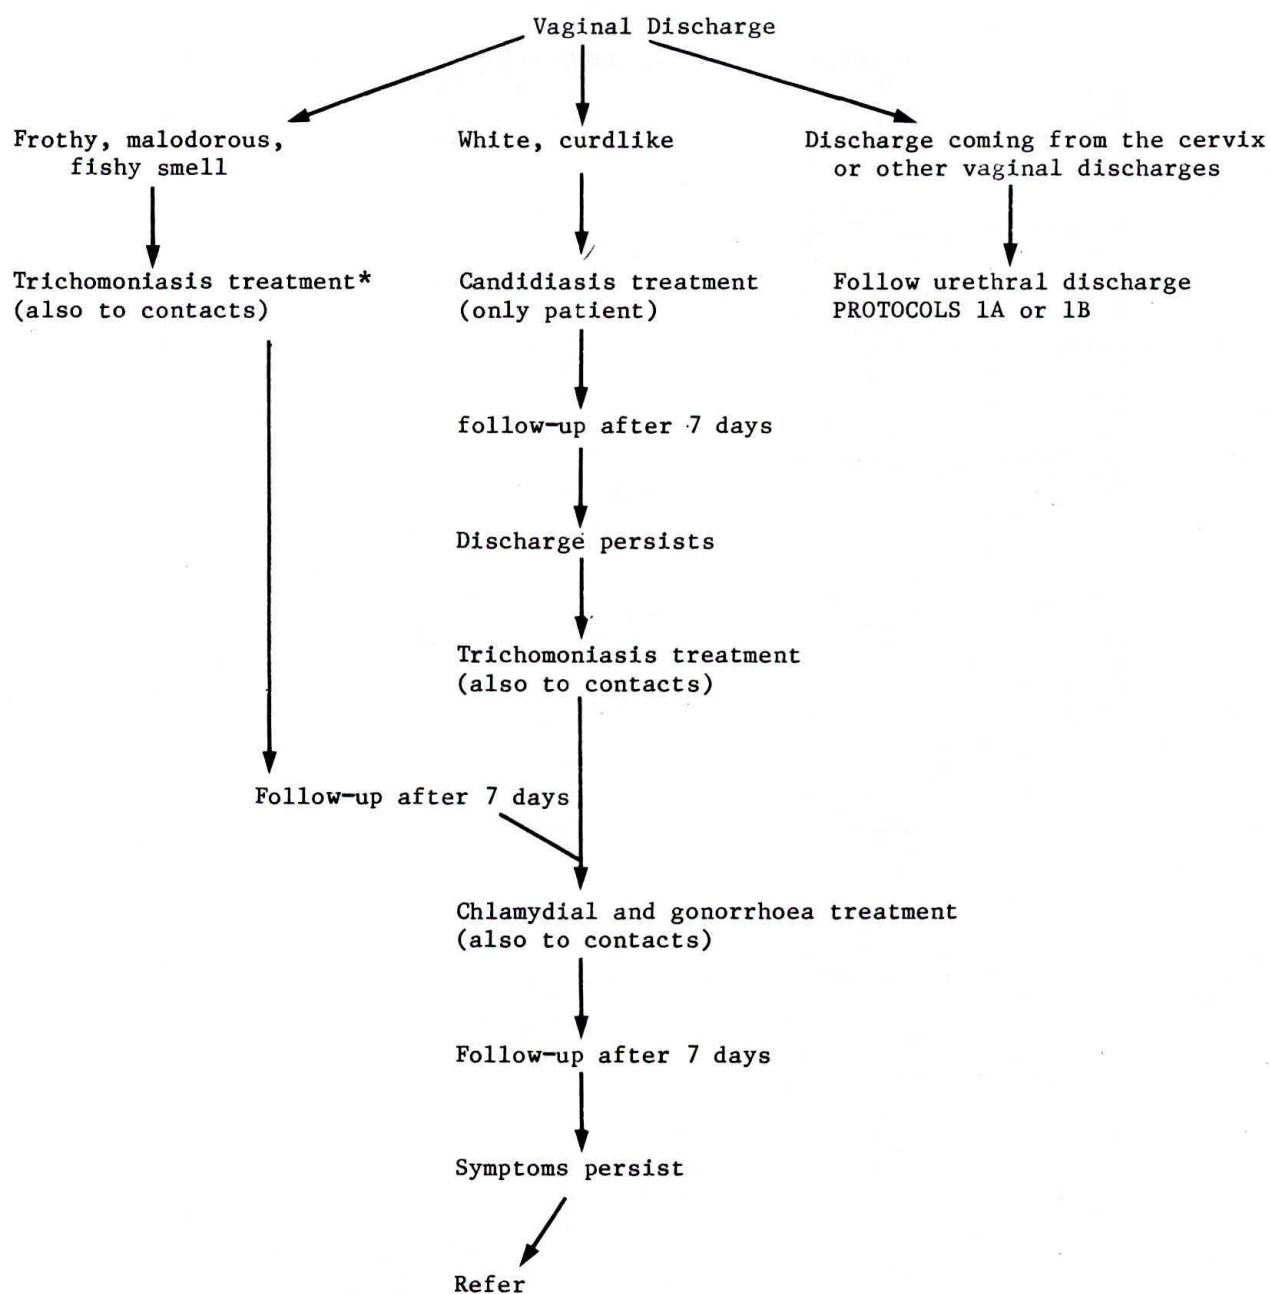 Vaginal Discharge
Frothy, malodorous,
fishy smell
White, curdlike
Discharge coming from the cervix
or other vaginal discharges
Trichomoniasis treatment*
(also to contacts)
Candidiasis treatment
(only patient)
Follow urethral discharge
PROTOCOLS 1A or 1B
follow-up after 7 days
Discharge persists
Trichomoniasis treatment
(also to contacts)
Follow-up after 7 days
Chlamydial and gonorrhoea treatment
(also to contacts)
Follow-up after 7 days
Symptoms persist
Refer